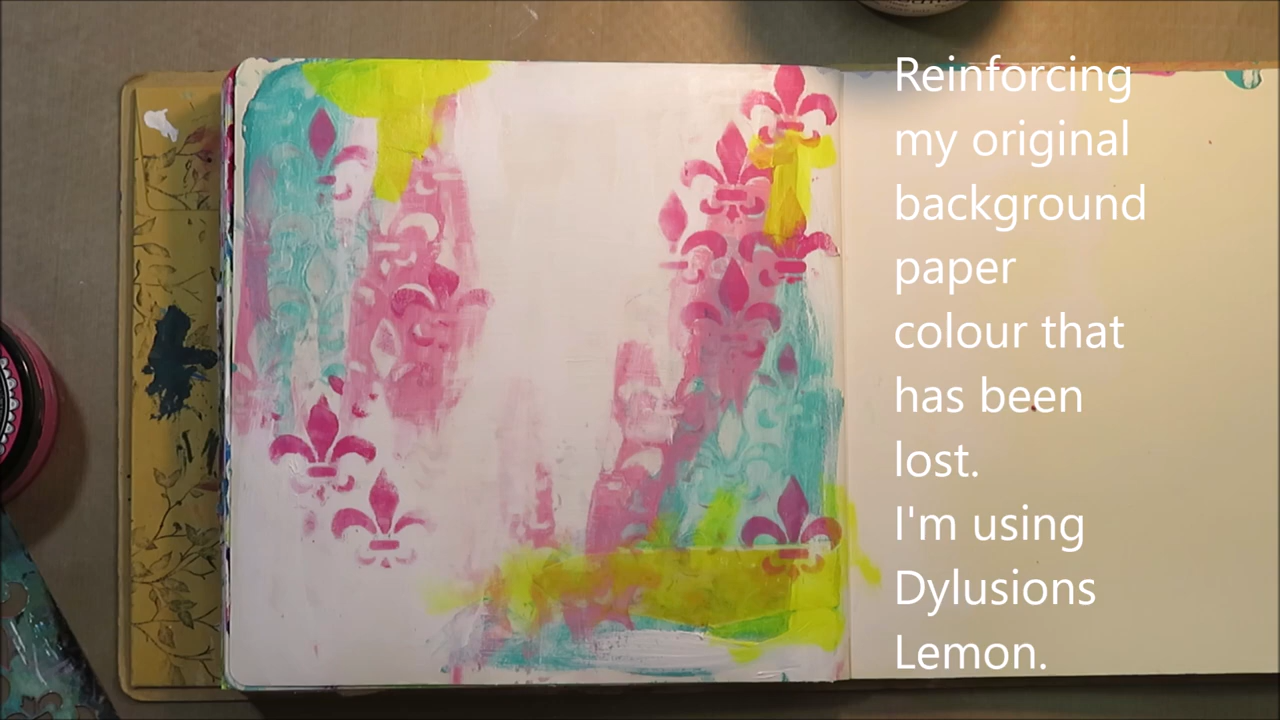 Reinforcing
my original
background
paper
colour that
has been
lost.
I'm using
Dylusions
Lemon.